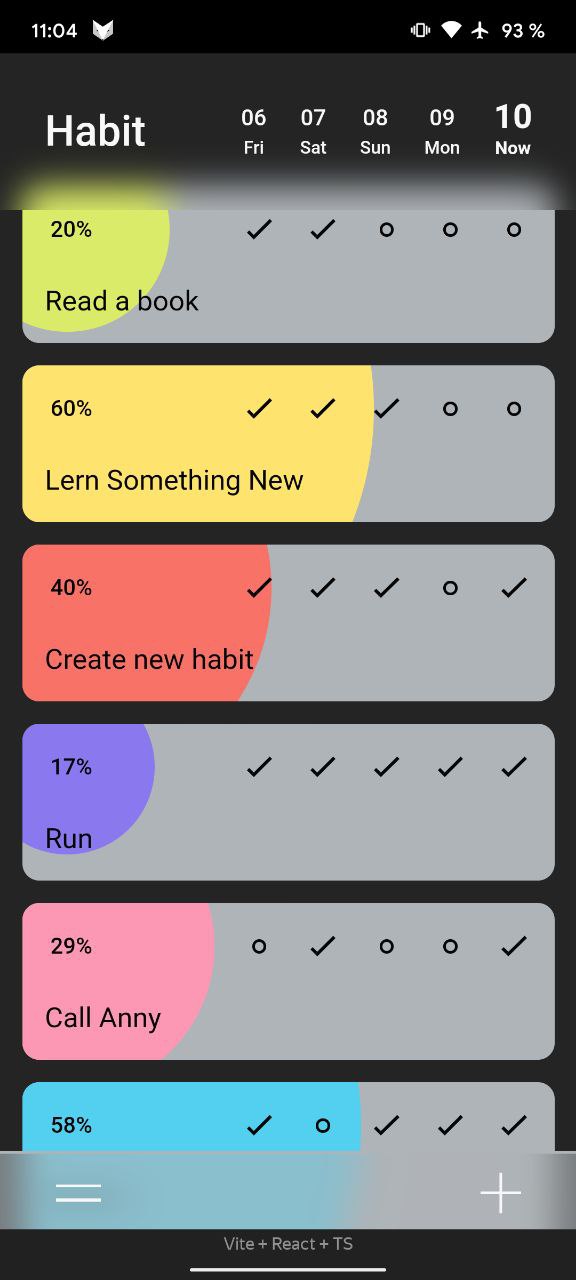 11:04 93 %
Habit 06 07 08 09 10
Fri Sat Sun Mon Now
20%
Read a book
60%
Lern Something New
40%
Create new habit
17%
Run
29%
Call Anny
58%
Vite + React + TS